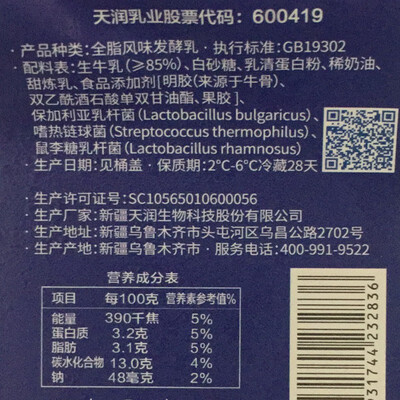 天润乳业股票代码：600419
产品种类：全脂风味发酵乳 · 执行标准：GB19302
配料表：生牛乳(≥85%)、白砂糖、乳清蛋白粉、稀奶油、
甜炼乳、食品添加剂[明胶(来源于牛骨)、
双乙酰酒石酸单双甘油酯、果胶]、
保加利亚乳杆菌(Lactobacillus bulgaricus)、
嗜热链球菌(Streptococcus thermophilus)、
鼠李糖乳杆菌(Lactobacillus rhamnosus)
· 生产日期：见桶盖 · 保质期：2°C-6°C冷藏28天
· 生产许可证号：SC10565010600056
· 生产厂家：新疆天润生物科技股份有限公司
· 生产地址：新疆乌鲁木齐市头屯河区乌昌公路2702号
· 生产产地：新疆乌鲁木齐市 · 服务电话：400-991-9522
营养成分表
项目 每100克 营养素参考值%
能量 390千焦 5%
蛋白质 3.2克 5%
脂肪 3.1克 5%
碳水化合物 13.0克 4%
钠 48毫克 2%
931744232836